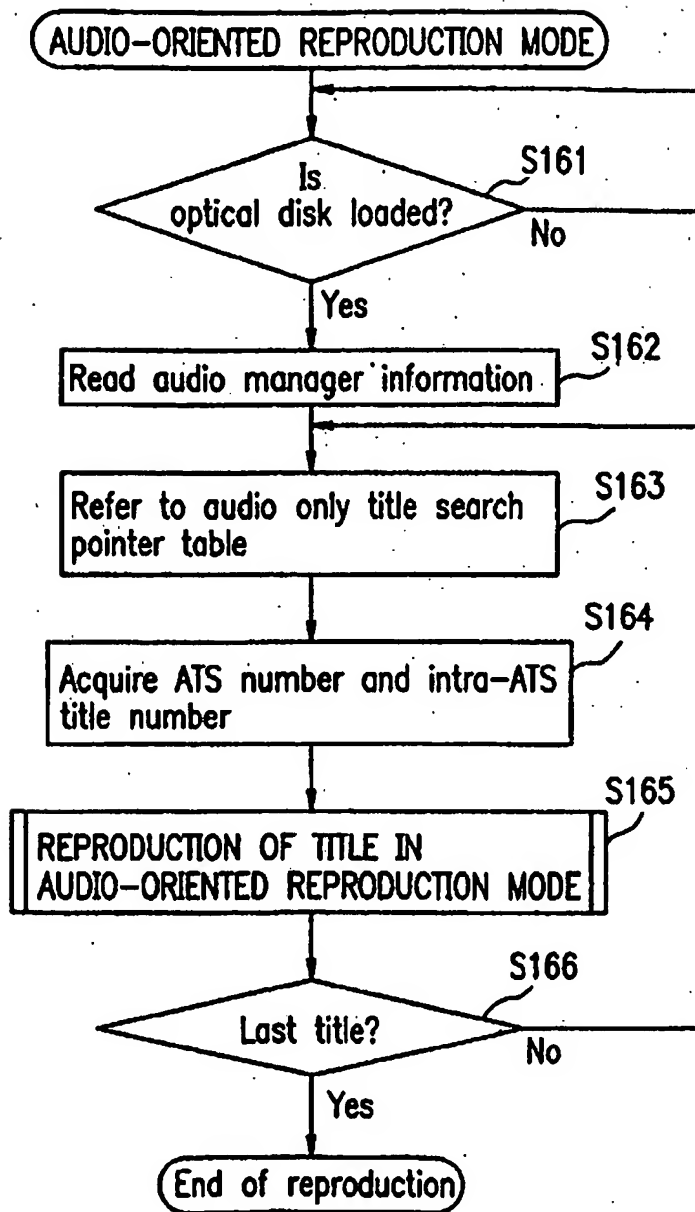 AUDIO-ORIENTED REPRODUCTION MODE
S161
Is
optical disk loaded?
No
Yes
S162
Read audio manager information
S163
Refer to audio only title search
pointer table
S164
Acquire ATS number and intra-ATS
title number
S165
REPRODUCTION OF TITLE IN
AUDIO-ORIENTED REPRODUCTION MODE
S166
Last title?
No
Yes
End of reproduction